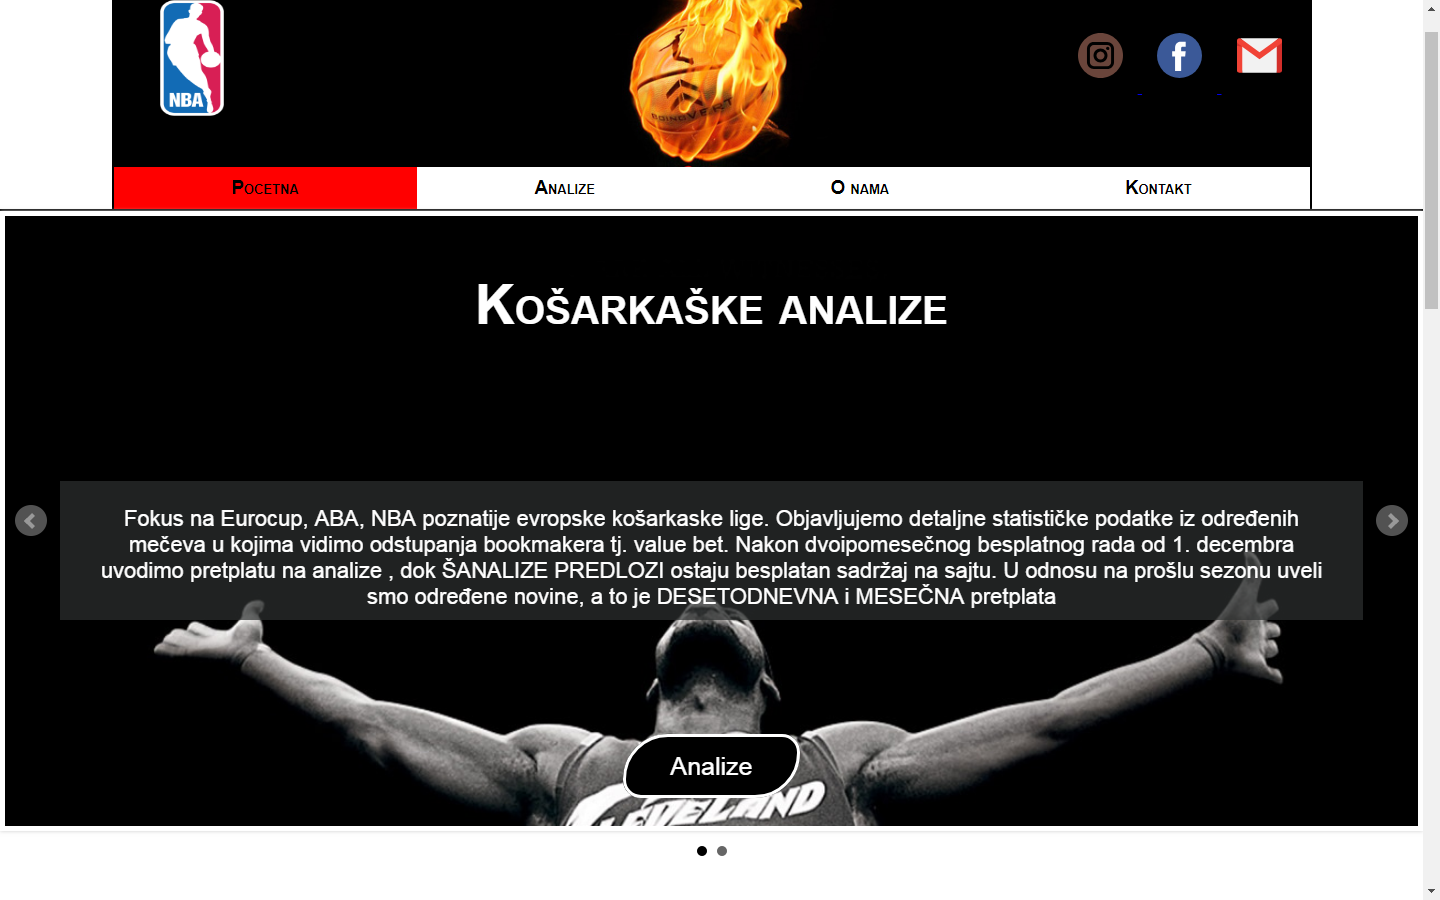 NBA
BOINGVERT
Pocetna
Analize
O nama
Kontakt
Košarkaške analize
Fokus na Eurocup, ABA, NBA poznatije evropske košarkaske lige. Objavljujemo detaljne statističke podatke iz određenih
mečeva u kojima vidimo odstupanja bookmakera tj. value bet. Nakon dvoipomesečnog besplatnog rada od 1. decembra
uvodimo pretplatu na analize , dok ŠANALIZE PREDLOZI ostaju besplatan sadržaj na sajtu. U odnosu na prošlu sezonu uveli
smo određene novine, a to je DESETODNEVNA i MESEČNA pretplata
Analize
CLEVELAND